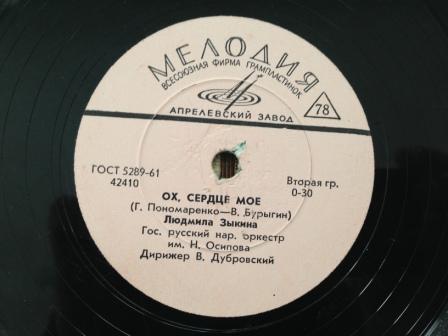 МЕЛОДИЯ
ВСЕСОЮЗНАЯ ФИРМА ГРАМПЛАСТИНОК
78
АПРЕЛЕВСКИЙ ЗАВОД
ГОСТ 5289-61
42410
Вторая гр.
0-30
ОХ, СЕРДЦЕ МОЕ
(Г. Пономаренко—В. Бурыгин)
Людмила Зыкина
Гос. русский нар. оркестр
им. Н. Осипова
Дирижер В. Дубровский